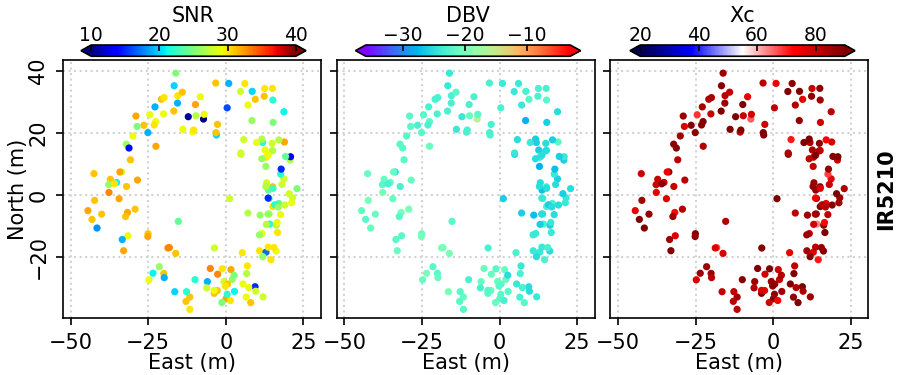 SNR DBV Xc
10 20 30 40 −30 −20 −10 20 40 60 80
40
20
0
−20
North (m)
IR5210
−50 −25 0 25 −50 −25 0 25 −50 −25 0 25
East (m) East (m) East (m)